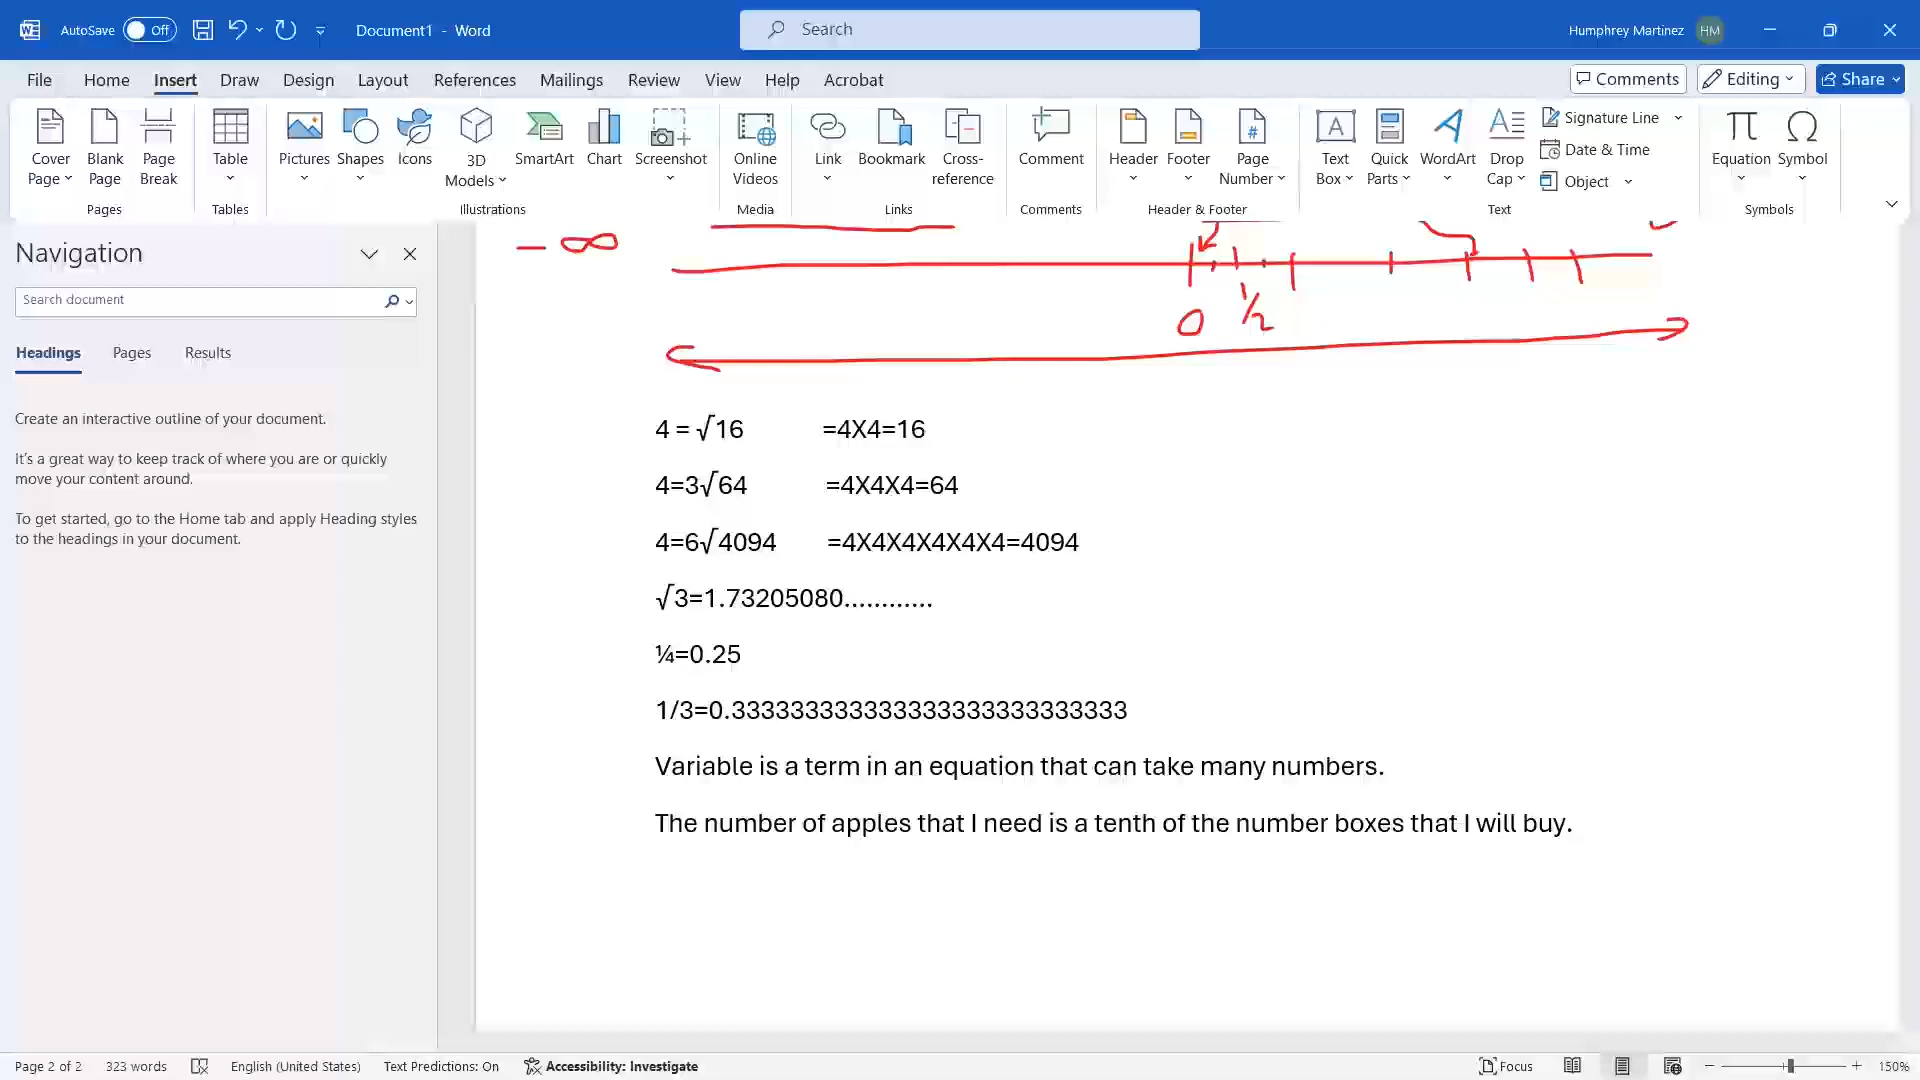 AutoSave Off Document1 - Word Search Humphrey Martinez HM
File Home Insert Draw Design Layout References Mailings Review View Help Acrobat Comments Editing Share
Cover Page Blank Page Page Break Table Pictures Shapes Icons 3D Models SmartArt Chart Screenshot Online Videos Link Bookmark Cross-reference Comment Header Footer Page Number Text Box Quick Parts WordArt Drop Cap Signature Line Date & Time Object Equation Symbol
Pages Tables Illustrations Media Links Comments Header & Footer Text Symbols
Navigation
Search document
Headings Pages Results
Create an interactive outline of your document.
It's a great way to keep track of where you are or quickly
move your content around.
To get started, go to the Home tab and apply Heading styles
to the headings in your document.
- ∞
0 1/2
4 = √16 =4X4=16
4=3√64 =4X4X4=64
4=6√4094 =4X4X4X4X4X4=4094
√3=1.73205080............
¼=0.25
1/3=0.3333333333333333333333333333
Variable is a term in an equation that can take many numbers.
The number of apples that I need is a tenth of the number boxes that I will buy.
Page 2 of 2 323 words English (United States) Text Predictions: On Accessibility: Investigate Focus 150%